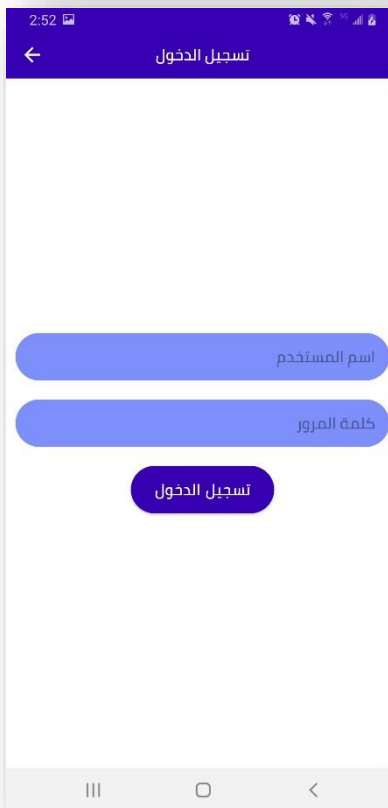 2:52
تسجيل الدخول
اسم المستخدم
كلمة المرور
تسجيل الدخول